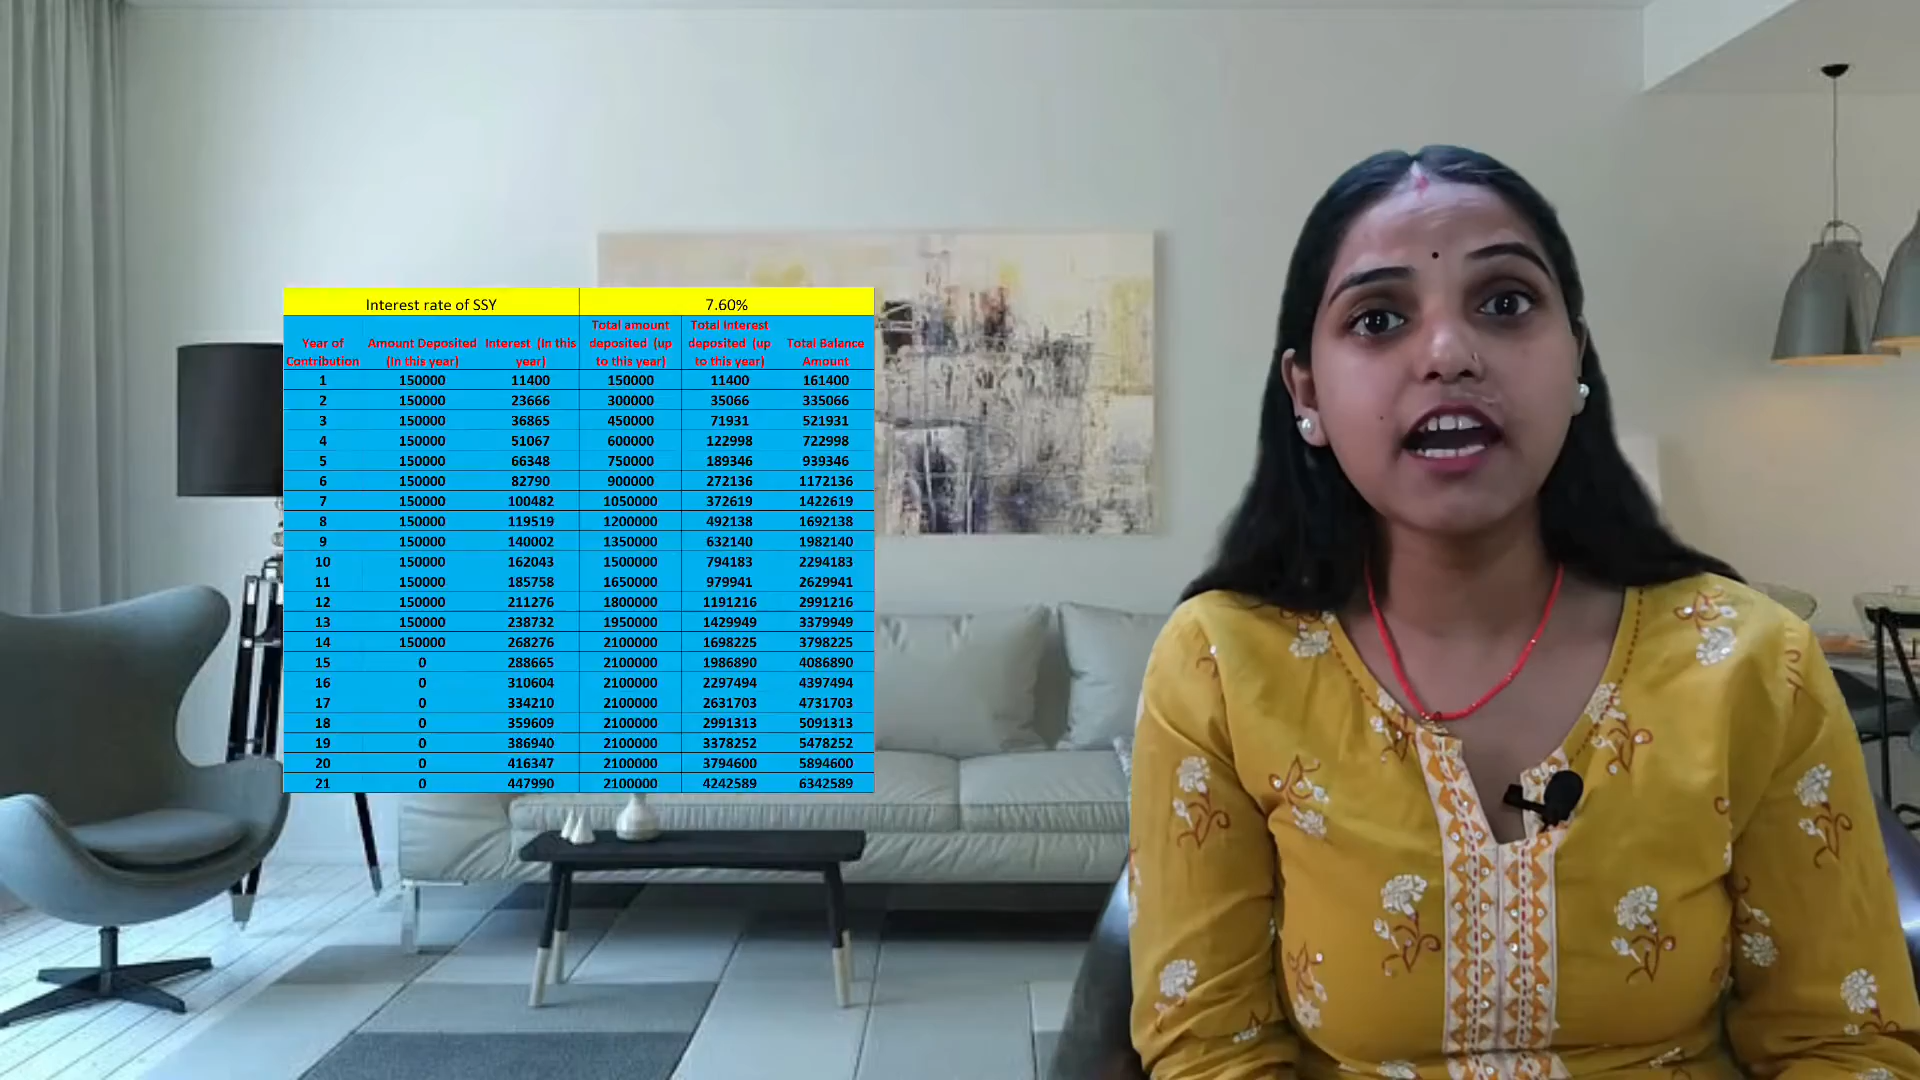 Interest rate of SSY 7.60%
Year of Contribution Amount Deposited (In this year) Interest (In this year) Total amount deposited (up to this year) Total Interest deposited (up to this year) Total Balance Amount
1 150000 11400 150000 11400 161400
2 150000 23666 300000 35066 335066
3 150000 36865 450000 71931 521931
4 150000 51067 600000 122998 722998
5 150000 66348 750000 189346 939346
6 150000 82790 900000 272136 1172136
7 150000 100482 1050000 372619 1422619
8 150000 119519 1200000 492138 1692138
9 150000 140002 1350000 632140 1982140
10 150000 162043 1500000 794183 2294183
11 150000 185758 1650000 979941 2629941
12 150000 211276 1800000 1191216 2991216
13 150000 238732 1950000 1429949 3379949
14 150000 268276 2100000 1698225 3798225
15 0 288665 2100000 1986890 4086890
16 0 310604 2100000 2297494 4397494
17 0 334210 2100000 2631703 4731703
18 0 359609 2100000 2991313 5091313
19 0 386940 2100000 3378252 5478252
20 0 416347 2100000 3794600 5894600
21 0 447990 2100000 4242589 6342589